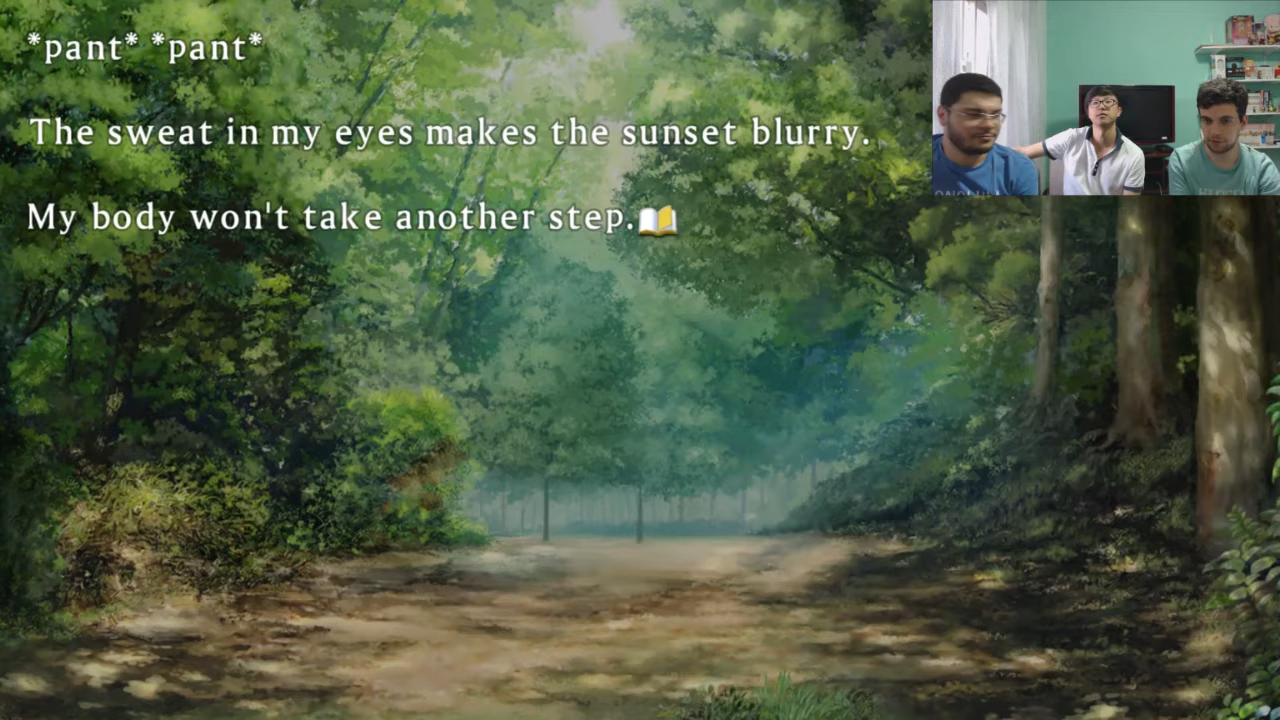 *pant* *pant*
The sweat in my eyes makes the sunset blurry.
My body won't take another step.